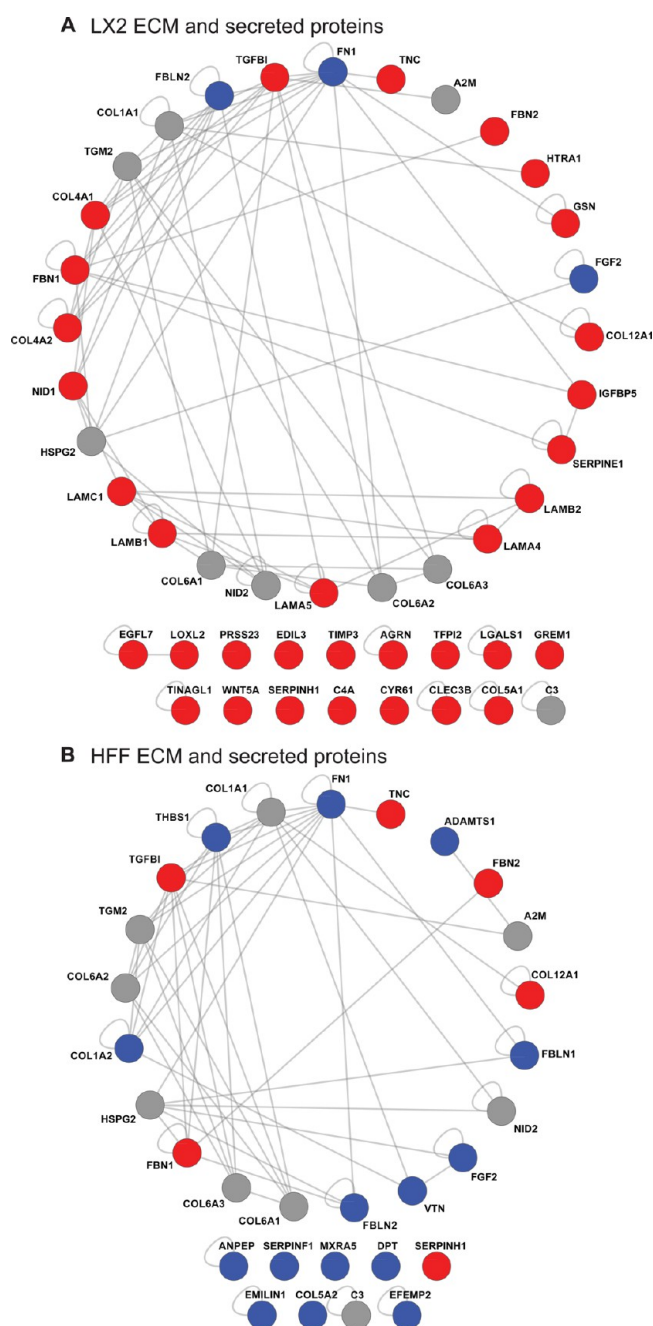 A LX2 ECM and secreted proteins
FN1
TGFBI
TNC
FBLN2
A2M
COL1A1
FBN2
TGM2
HTRA1
COL4A1
GSN
FBN1
FGF2
COL4A2
COL12A1
NID1
IGFBP5
HSPG2
SERPINE1
LAMC1
LAMB2
LAMB1
LAMA4
COL6A1
COL6A3
NID2
LAMA5
COL6A2
EGFL7 LOXL2 PRSS23 EDIL3 TIMP3 AGRN TFPI2 LGALS1 GREM1
TINAGL1 WNT5A SERPINH1 C4A CYR61 CLEC3B COL5A1 C3
B HFF ECM and secreted proteins
COL1A1
FN1
TNC
THBS1
ADAMTS1
TGFBI
FBN2
TGM2
A2M
COL6A2
COL12A1
COL1A2
FBLN1
HSPG2
NID2
FBN1
FGF2
COL6A3
VTN
COL6A1
FBLN2
ANPEP SERPINF1 MXRA5 DPT SERPINH1
EMILIN1 COL5A2 C3 EFEMP2